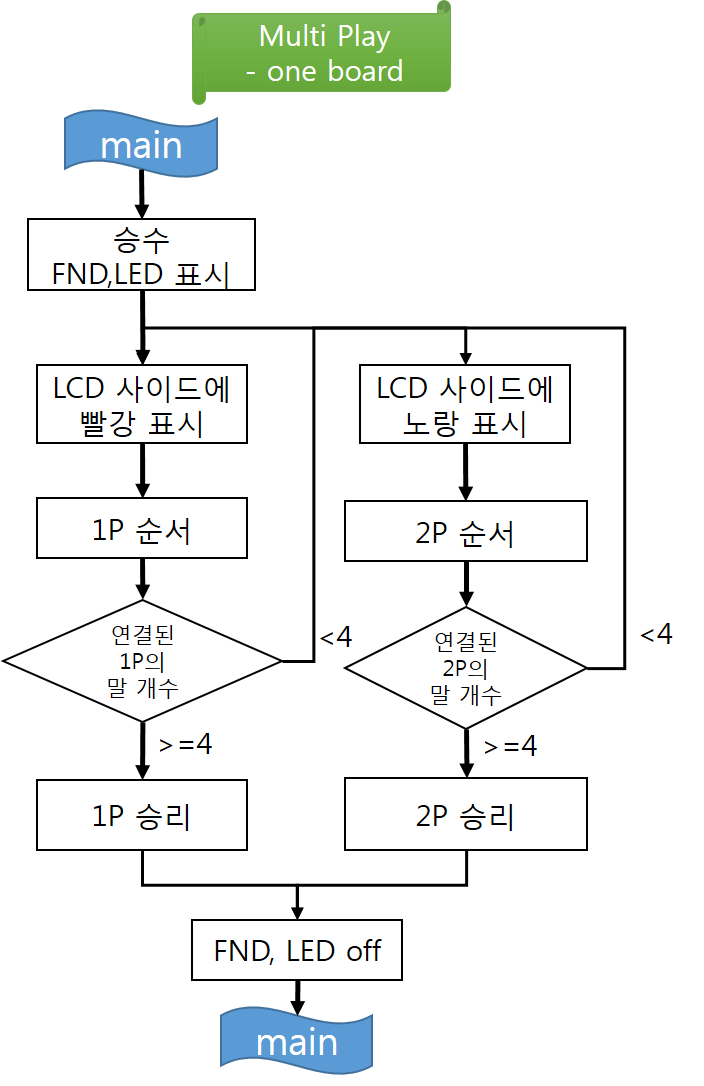 Multi Play
- one board
main
승수
FND,LED 표시
LCD 사이드에
빨강 표시
LCD 사이드에
노랑 표시
1P 순서
2P 순서
연결된
1P의
말 개수
<4
연결된
2P의
말 개수
<4
>=4
>=4
1P 승리
2P 승리
FND, LED off
main